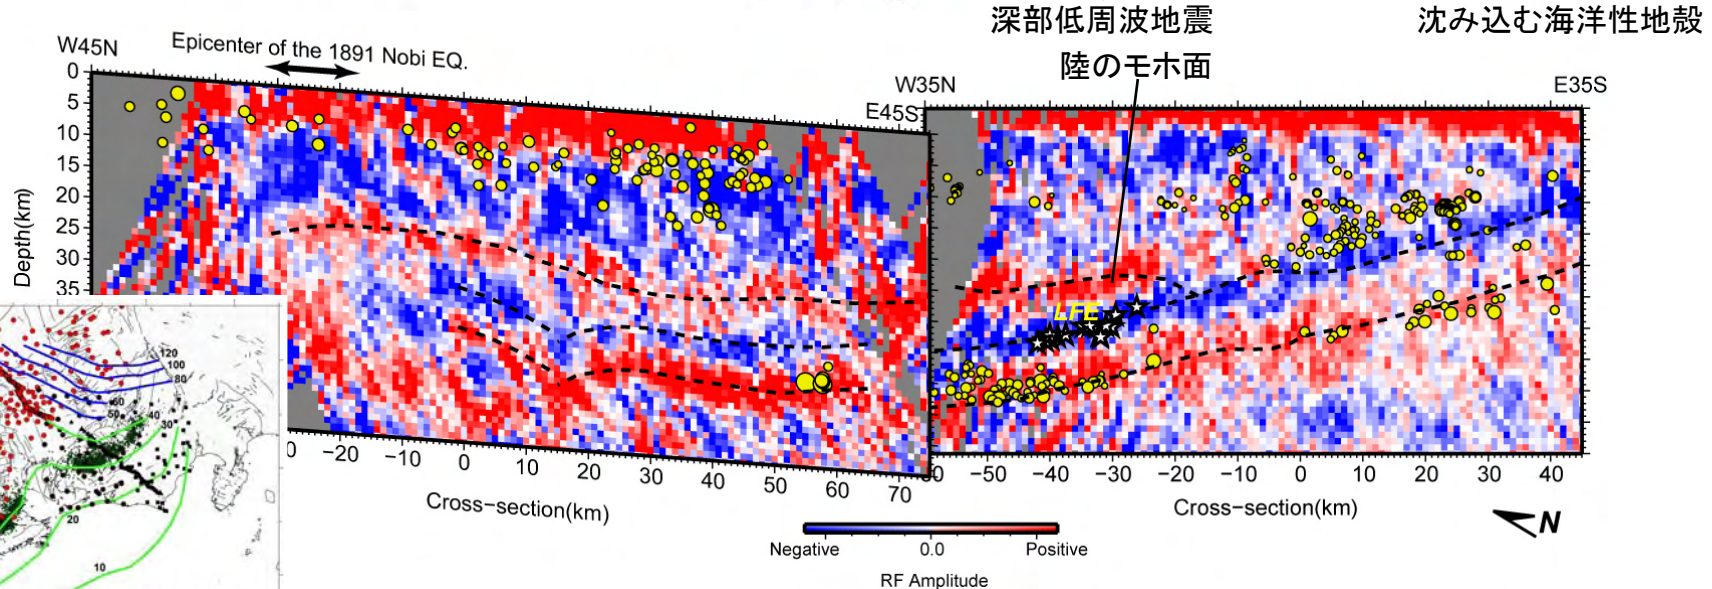 深部低周波地震
沈み込む海洋性地殻
陸のモホ面
Epicenter of the 1891 Nobi EQ.
W45N
E45S
W35N
E35S
0
5
10
15
20
25
30
35
Depth(km)
LFE
0 −20 −10 0 10 20 30 40 50 60 70
Cross−section(km)
0 −50 −40 −30 −20 −10 0 10 20 30 40
Cross−section(km)
N
Negative 0.0 Positive
RF Amplitude
120
100
80
60
50
40
30
20
10